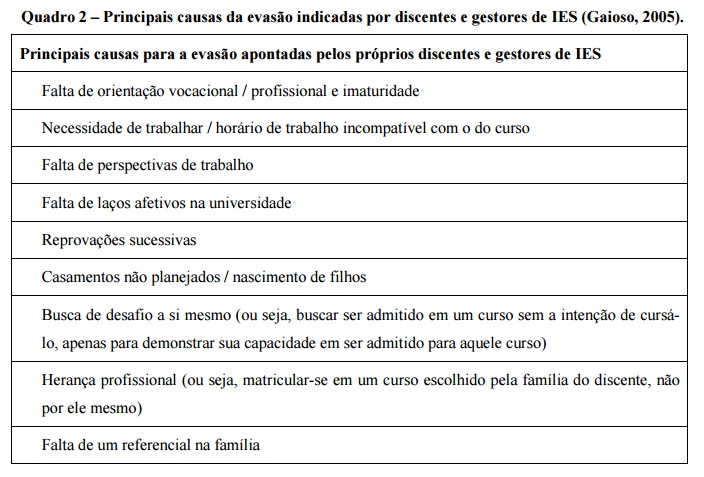 Quadro 2 – Principais causas da evasão indicadas por discentes e gestores de IES (Gaioso, 2005).
Principais causas para a evasão apontadas pelos próprios discentes e gestores de IES
Falta de orientação vocacional / profissional e imaturidade
Necessidade de trabalhar / horário de trabalho incompatível com o do curso
Falta de perspectivas de trabalho
Falta de laços afetivos na universidade
Reprovações sucessivas
Casamentos não planejados / nascimento de filhos
Busca de desafio a si mesmo (ou seja, buscar ser admitido em um curso sem a intenção de cursá-
lo, apenas para demonstrar sua capacidade em ser admitido para aquele curso)
Herança profissional (ou seja, matricular-se em um curso escolhido pela família do discente, não
por ele mesmo)
Falta de um referencial na família